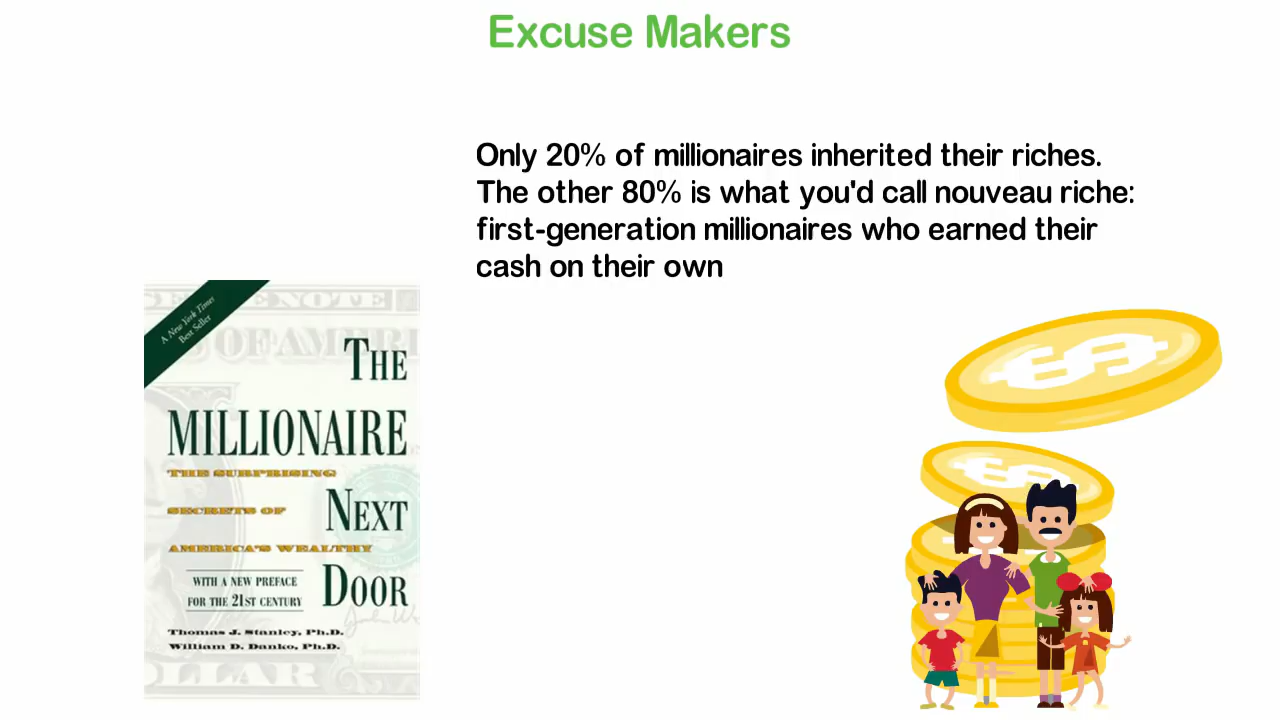 Excuse Makers
Only 20% of millionaires inherited their riches.
The other 80% is what you'd call nouveau riche:
first-generation millionaires who earned their
cash on their own
A New York Times
Best Seller
THE
MILLIONAIRE
THE SURPRISING
SECRETS OF
NEXT
AMERICA'S WEALTHY
WITH A NEW PREFACE
FOR THE 21ST CENTURY
DOOR
Thomas J. Stanley, Ph.D.
William D. Danko, Ph.D.